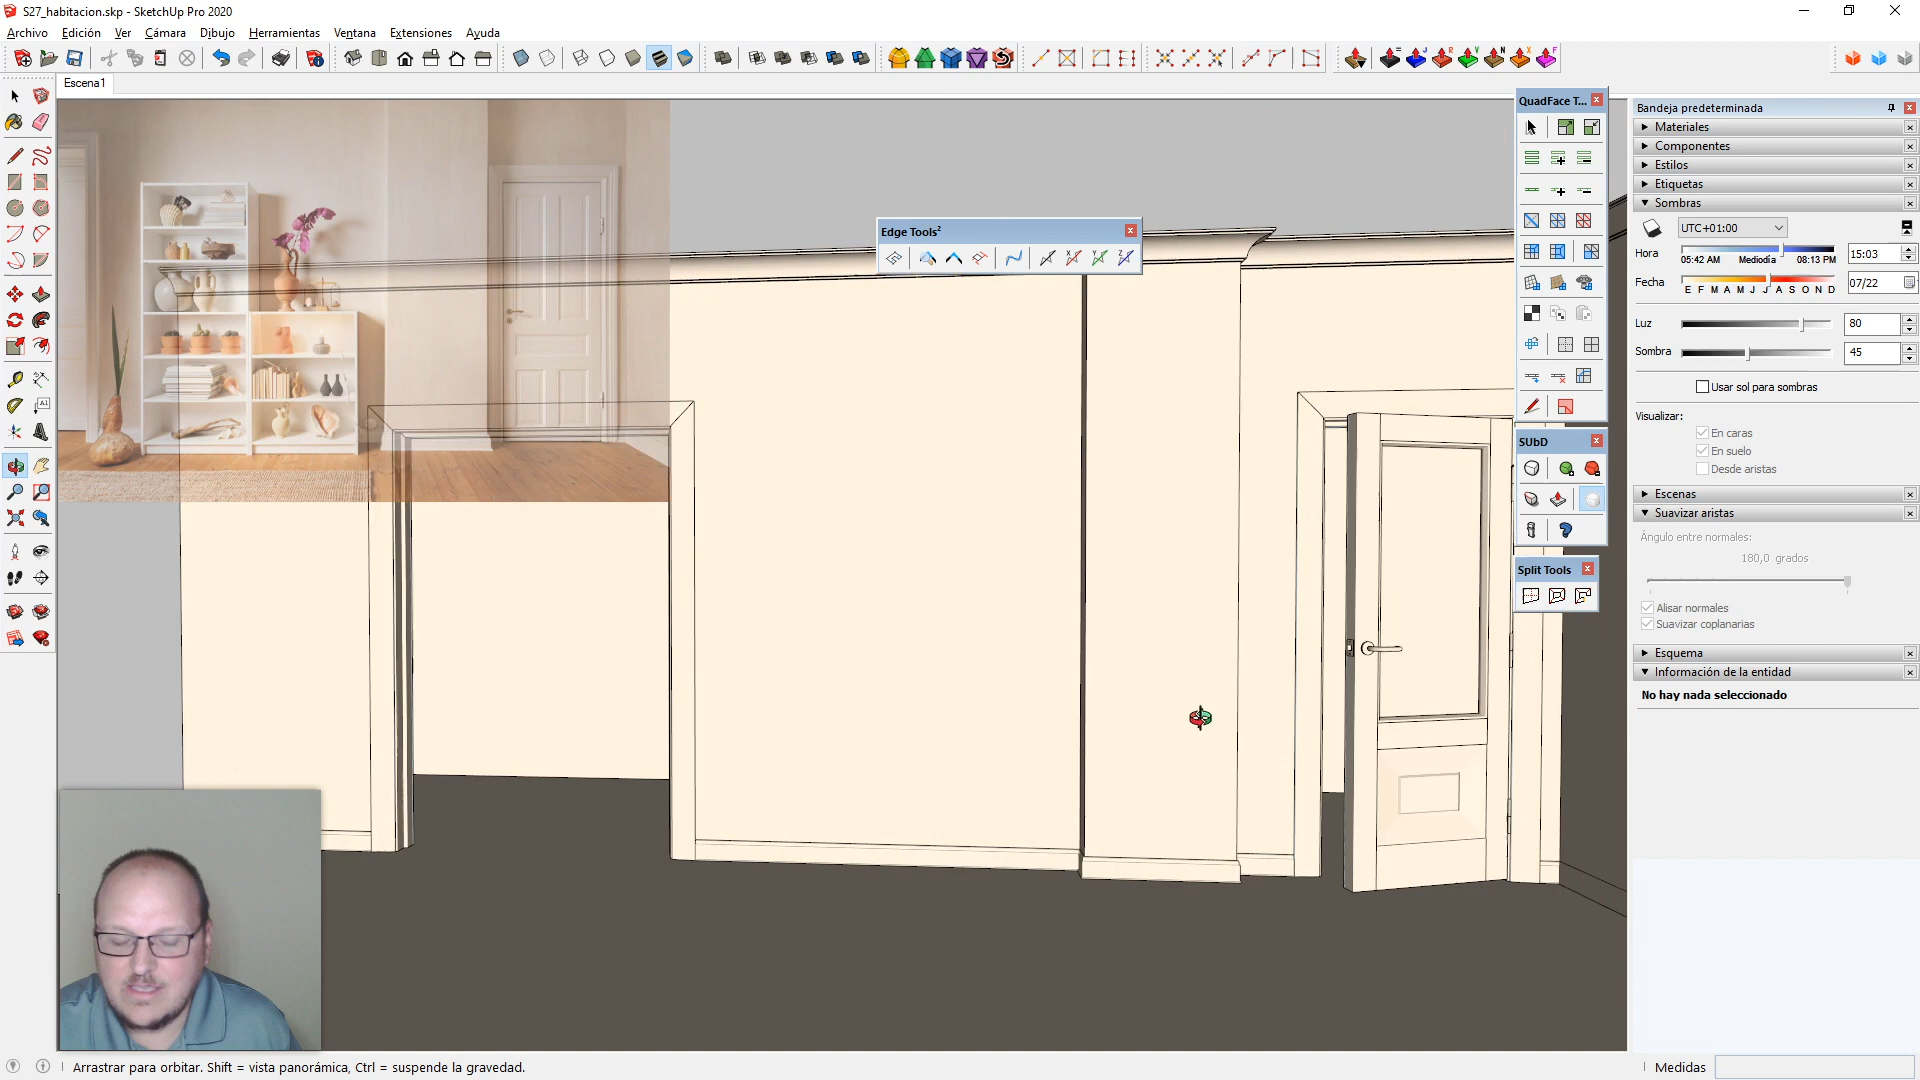 S27_habitacion.skp - SketchUp Pro 2020
Archivo Edición Ver Cámara Dibujo Herramientas Ventana Extensiones Ayuda
Escena1
QuadFace T...
Edge Tools²
SUbD
Split Tools
Bandeja predeterminada
Materiales
Componentes
Estilos
Etiquetas
Sombras
UTC+01:00
Hora
15:03
05:42 AM Mediodía 08:13 PM
Fecha
07/22
E F M A M J J A S O N D
Luz
80
Sombra
45
Usar sol para sombras
Visualizar:
En caras
En suelo
Desde aristas
Escenas
Suavizar aristas
Ángulo entre normales:
180,0 grados
Alisar normales
Suavizar coplanarias
Esquema
Información de la entidad
No hay nada seleccionado
Arrastrar para orbitar. Shift = vista panorámica, Ctrl = suspende la gravedad.
Medidas